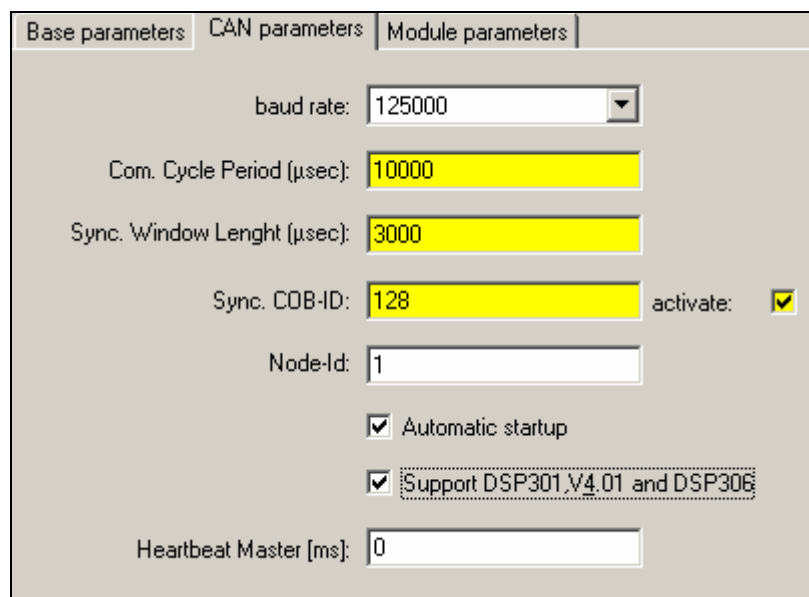 Base parameters CAN parameters Module parameters
baud rate: 125000
Com. Cycle Period (µsec): 10000
Sync. Window Lenght (µsec): 3000
Sync. COB-ID: 128 activate:
Node-Id: 1
Automatic startup
Support DSP301,V4.01 and DSP306
Heartbeat Master [ms]: 0